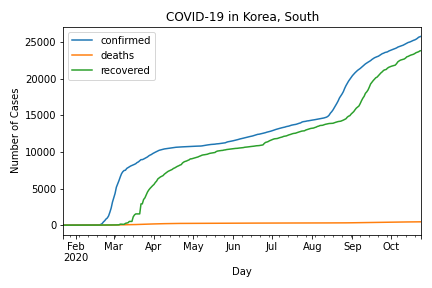 COVID-19 in Korea, South
confirmed
deaths
recovered
Number of Cases
25000
20000
15000
10000
5000
0
Feb Mar Apr May Jun Jul Aug Sep Oct
2020
Day